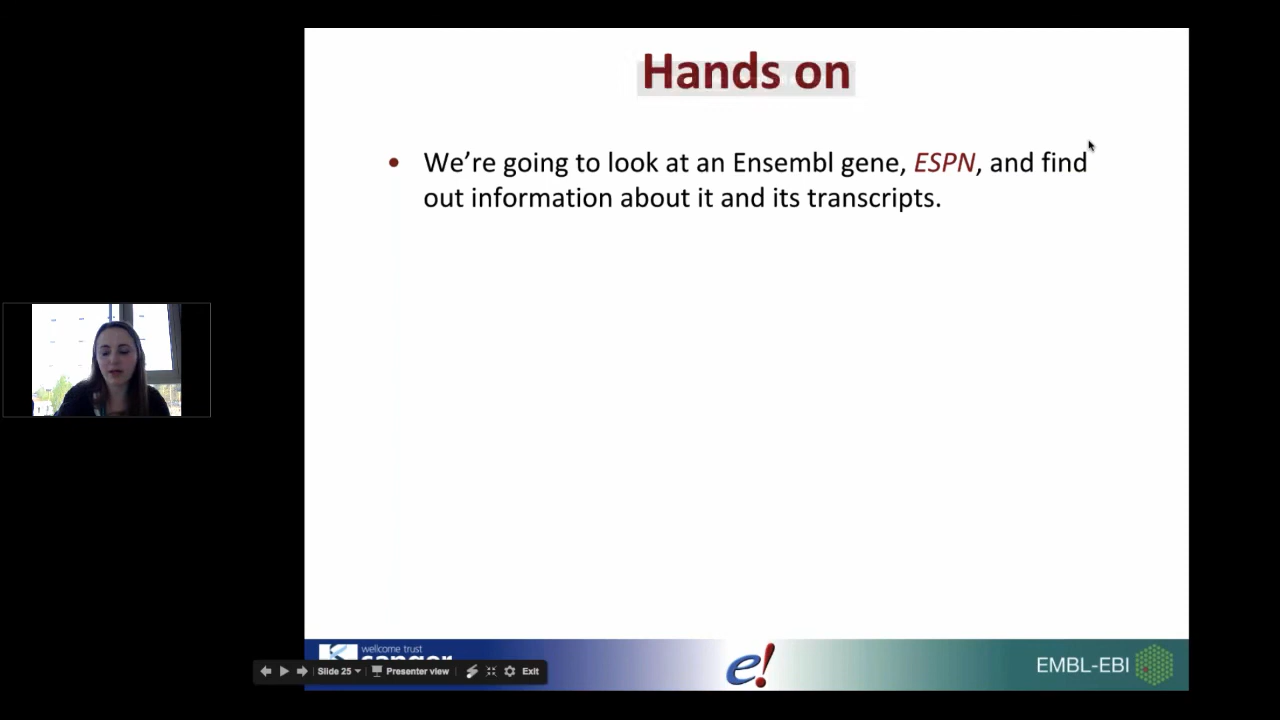 Hands on
• We’re going to look at an Ensembl gene, ESPN, and find
out information about it and its transcripts.
wellcome trust
sanger
e!
EMBL-EBI
Slide 25
Presenter view
Exit